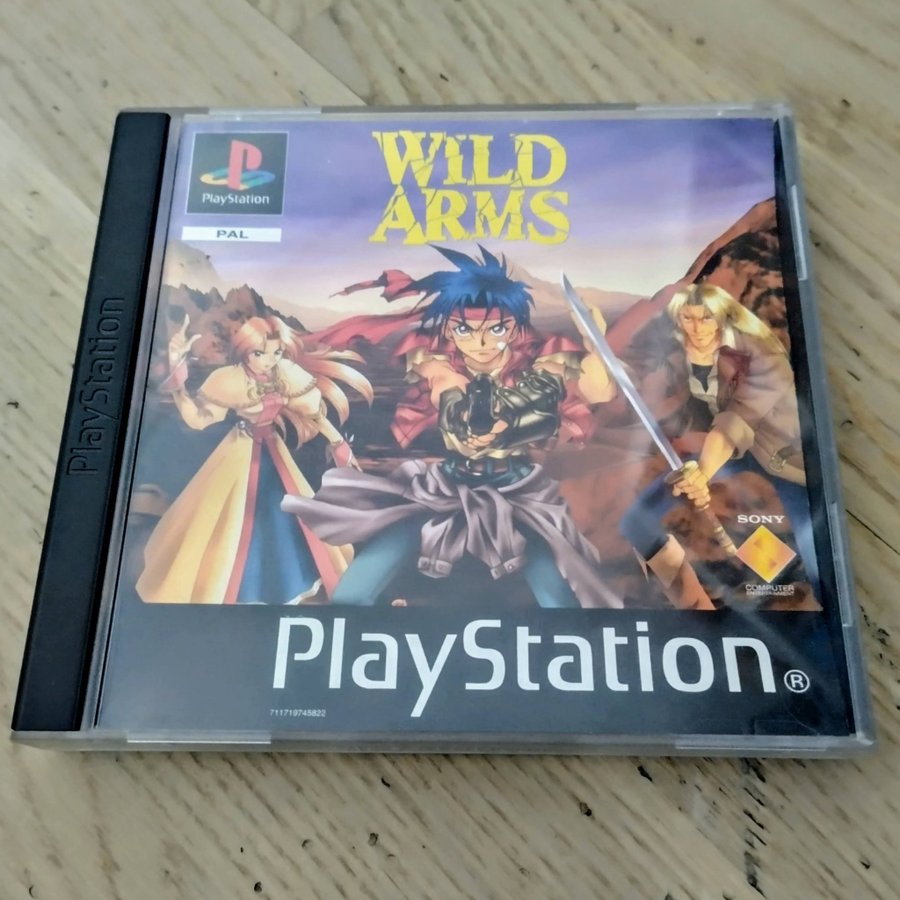 PlayStation
PlayStation
PAL
WILD
ARMS
SONY
COMPUTER
ENTERTAINMENT
PlayStation®
711719745822